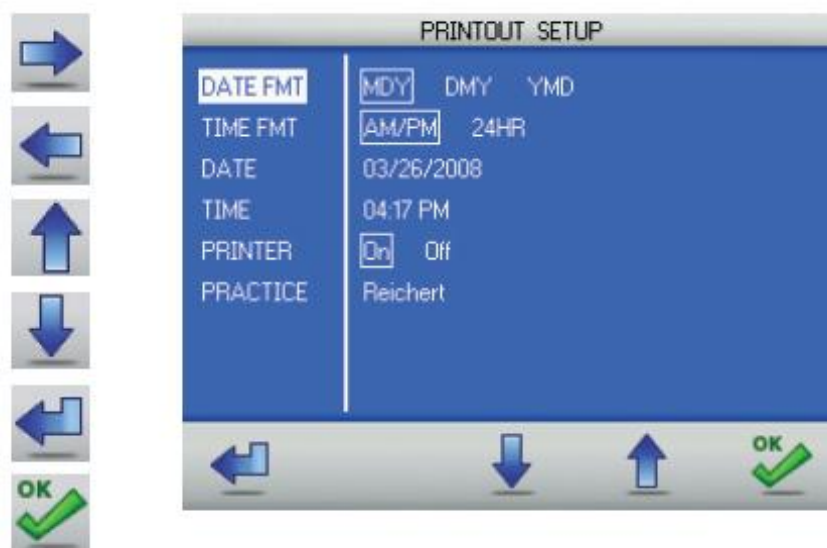 PRINTOUT SETUP
DATE FMT MDY DMY YMD
TIME FMT AM/PM 24HR
DATE 03/26/2008
TIME 04:17 PM
PRINTER On Off
PRACTICE Reichert
OK
OK